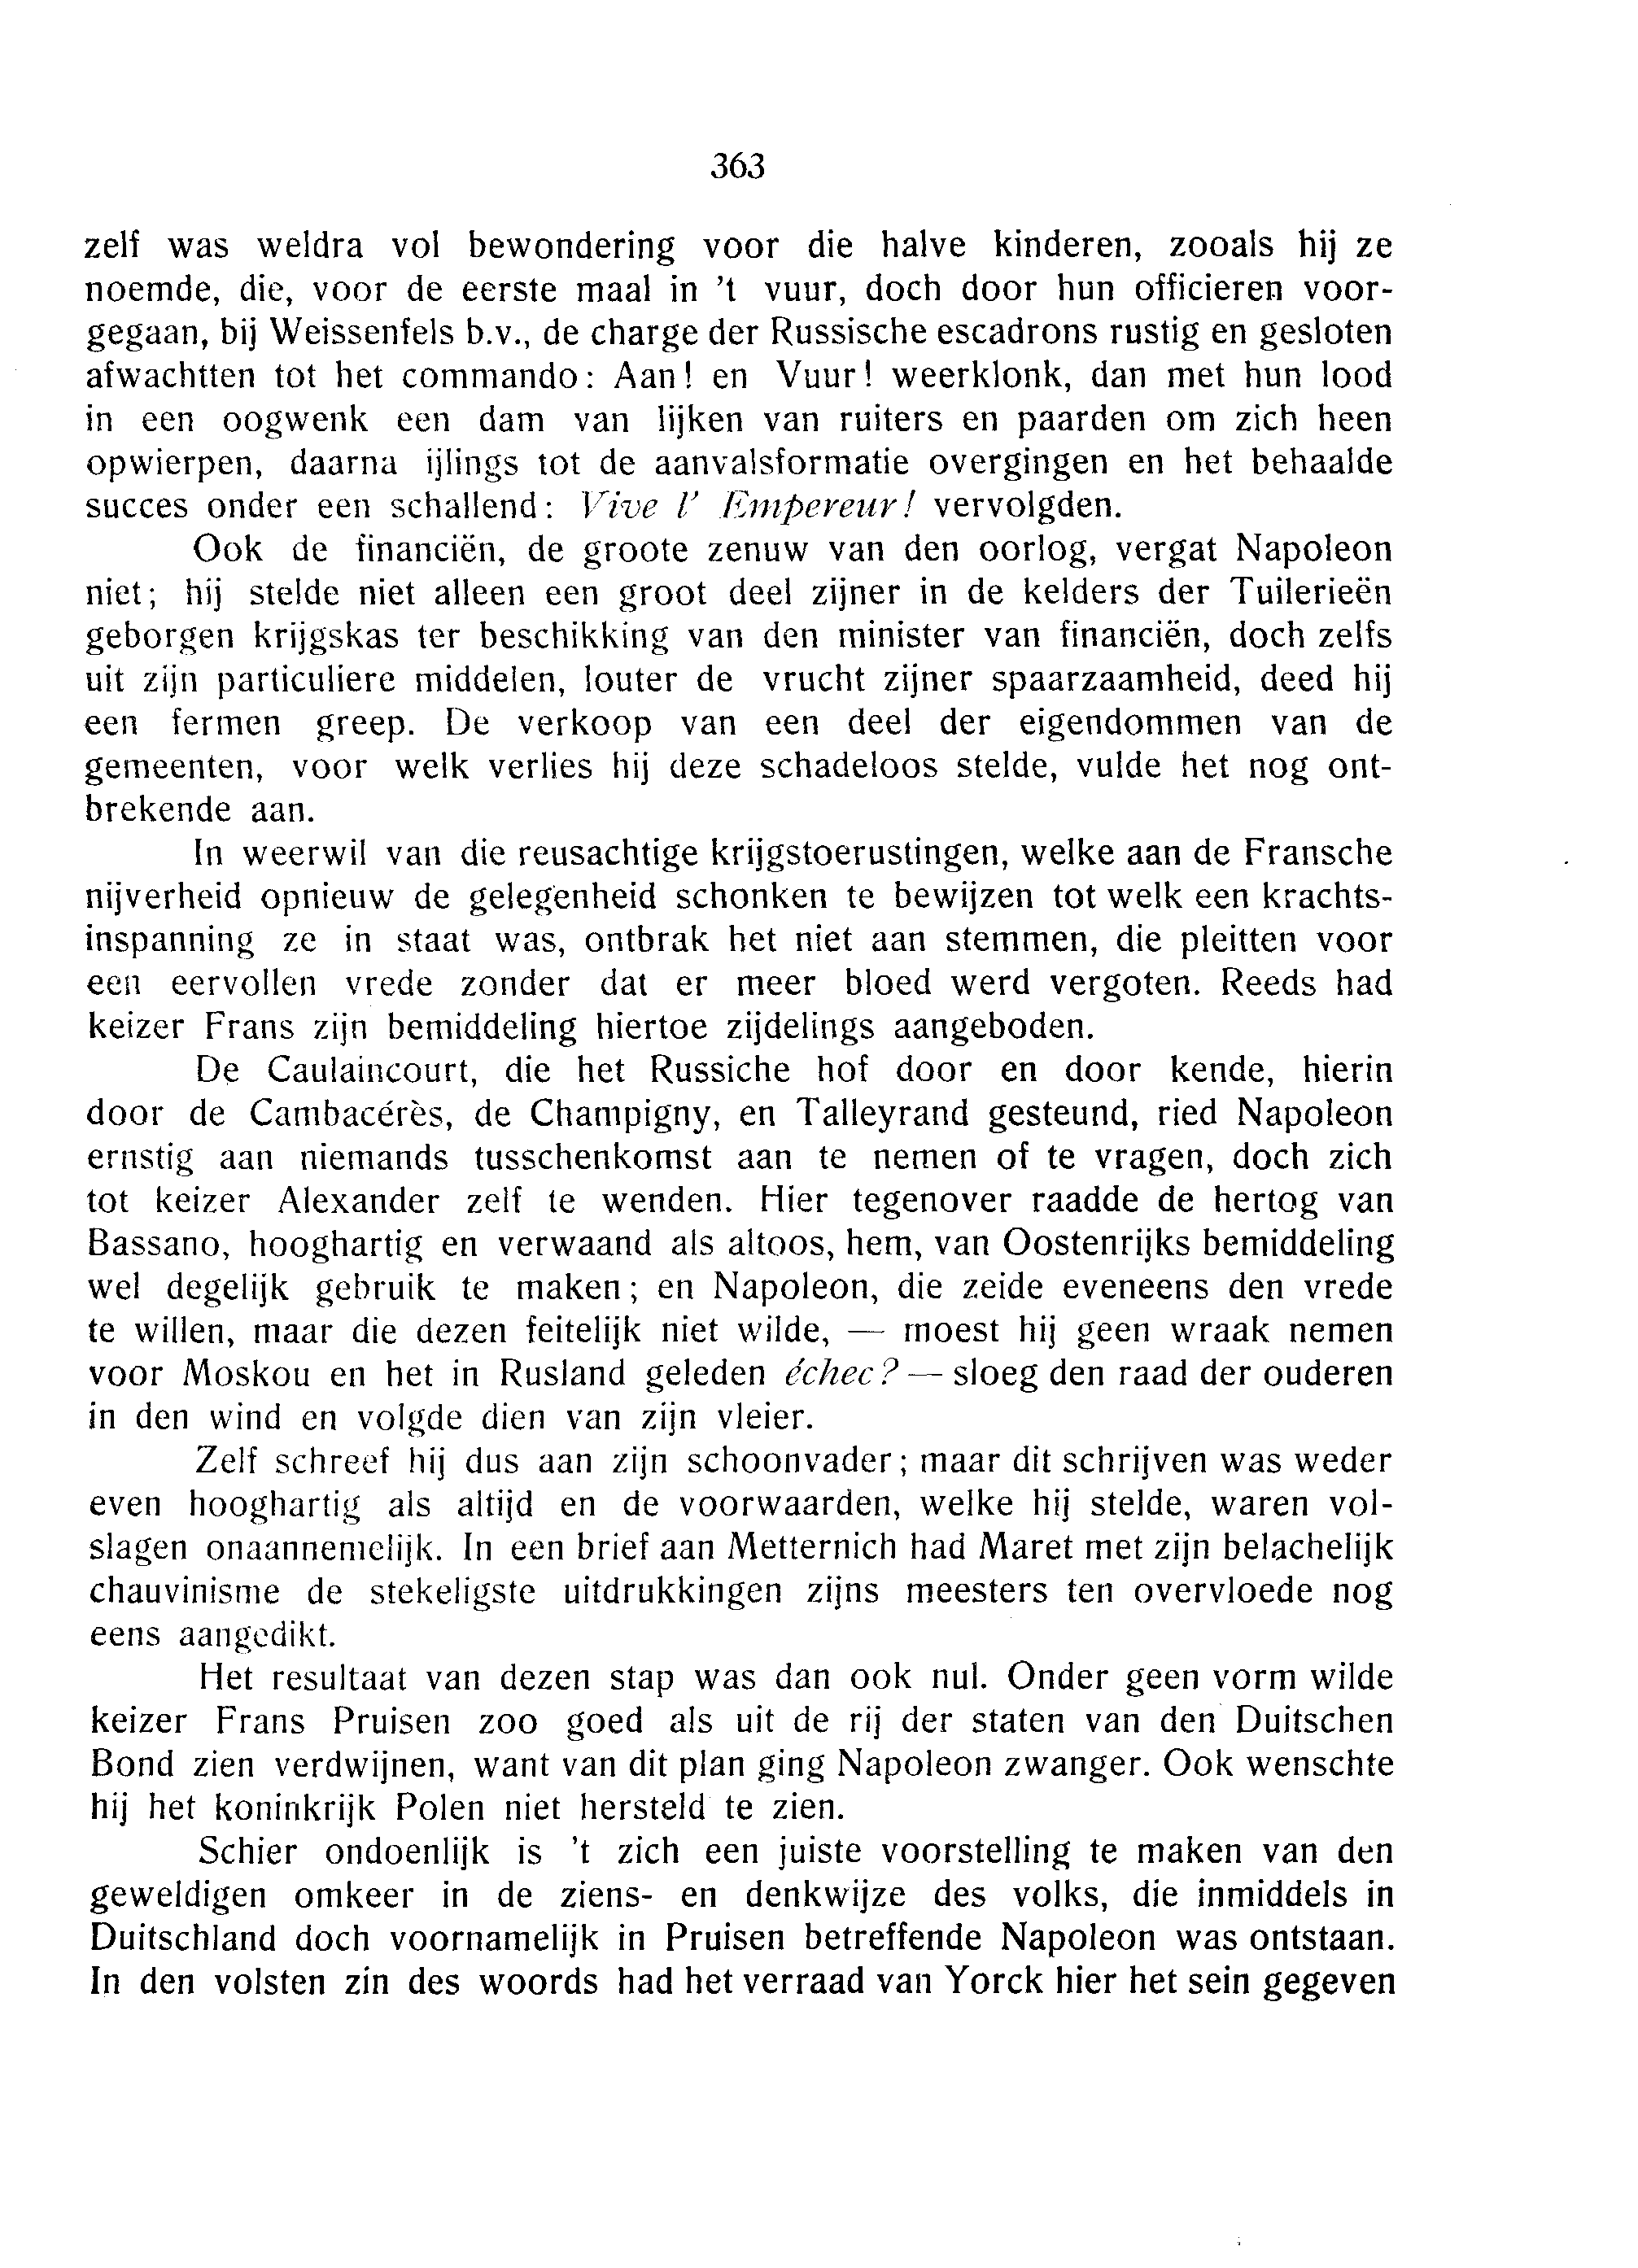 363
zelf was weldra vol bewondering voor die halve kinderen, zooals hij ze
noemde, die, voor de eerste maal in 't vuur, doch door hun officieren voor-
gegaan, bij Weissenfels b.v., de charge der Russische escadrons rustig en gesloten
afwachtten tot het commando: Aan! en Vuur! weerklonk, dan met hun lood
in een oogwenk een dam van lijken van ruiters en paarden om zich heen
opwierpen, daarna ijlings tot de aanvalsformatie overgingen en het behaalde
succes onder een schallend: Vive l' Empereur! vervolgden.
Ook de financiën, de groote zenuw van den oorlog, vergat Napoleon
niet; hij stelde niet alleen een groot deel zijner in de kelders der Tuilerieën
geborgen krijgskas ter beschikking van den minister van financiën, doch zelfs
uit zijn particuliere middelen, louter de vrucht zijner spaarzaamheid, deed hij
een fermen greep. De verkoop van een deel der eigendommen van de
gemeenten, voor welk verlies hij deze schadeloos stelde, vulde het nog ont-
brekende aan.
In weerwil van die reusachtige krijgstoerustingen, welke aan de Fransche
nijverheid opnieuw de gelegenheid schonken te bewijzen tot welk een krachts-
inspanning ze in staat was, ontbrak het niet aan stemmen, die pleitten voor
een eervollen vrede zonder dat er meer bloed werd vergoten. Reeds had
keizer Frans zijn bemiddeling hiertoe zijdelings aangeboden.
De Caulaincourt, die het Russiche hof door en door kende, hierin
door de Cambacérès, de Champigny, en Talleyrand gesteund, ried Napoleon
ernstig aan niemands tusschenkomst aan te nemen of te vragen, doch zich
tot keizer Alexander zelf te wenden. Hier tegenover raadde de hertog van
Bassano, hooghartig en verwaand als altoos, hem, van Oostenrijks bemiddeling
wel degelijk gebruik te maken; en Napoleon, die zeide eveneens den vrede
te willen, maar die dezen feitelijk niet wilde, — moest hij geen wraak nemen
voor Moskou en het in Rusland geleden échec? — sloeg den raad der ouderen
in den wind en volgde dien van zijn vleier.
Zelf schreef hij dus aan zijn schoonvader; maar dit schrijven was weder
even hooghartig als altijd en de voorwaarden, welke hij stelde, waren vol-
slagen onaannemelijk. In een brief aan Metternich had Maret met zijn belachelijk
chauvinisme de stekeligste uitdrukkingen zijns meesters ten overvloede nog
eens aangedikt.
Het resultaat van dezen stap was dan ook nul. Onder geen vorm wilde
keizer Frans Pruisen zoo goed als uit de rij der staten van den Duitschen
Bond zien verdwijnen, want van dit plan ging Napoleon zwanger. Ook wenschte
hij het koninkrijk Polen niet hersteld te zien.
Schier ondoenlijk is 't zich een juiste voorstelling te maken van den
geweldigen omkeer in de ziens- en denkwijze des volks, die inmiddels in
Duitschland doch voornamelijk in Pruisen betreffende Napoleon was ontstaan.
In den volsten zin des woords had het verraad van Yorck hier het sein gegeven